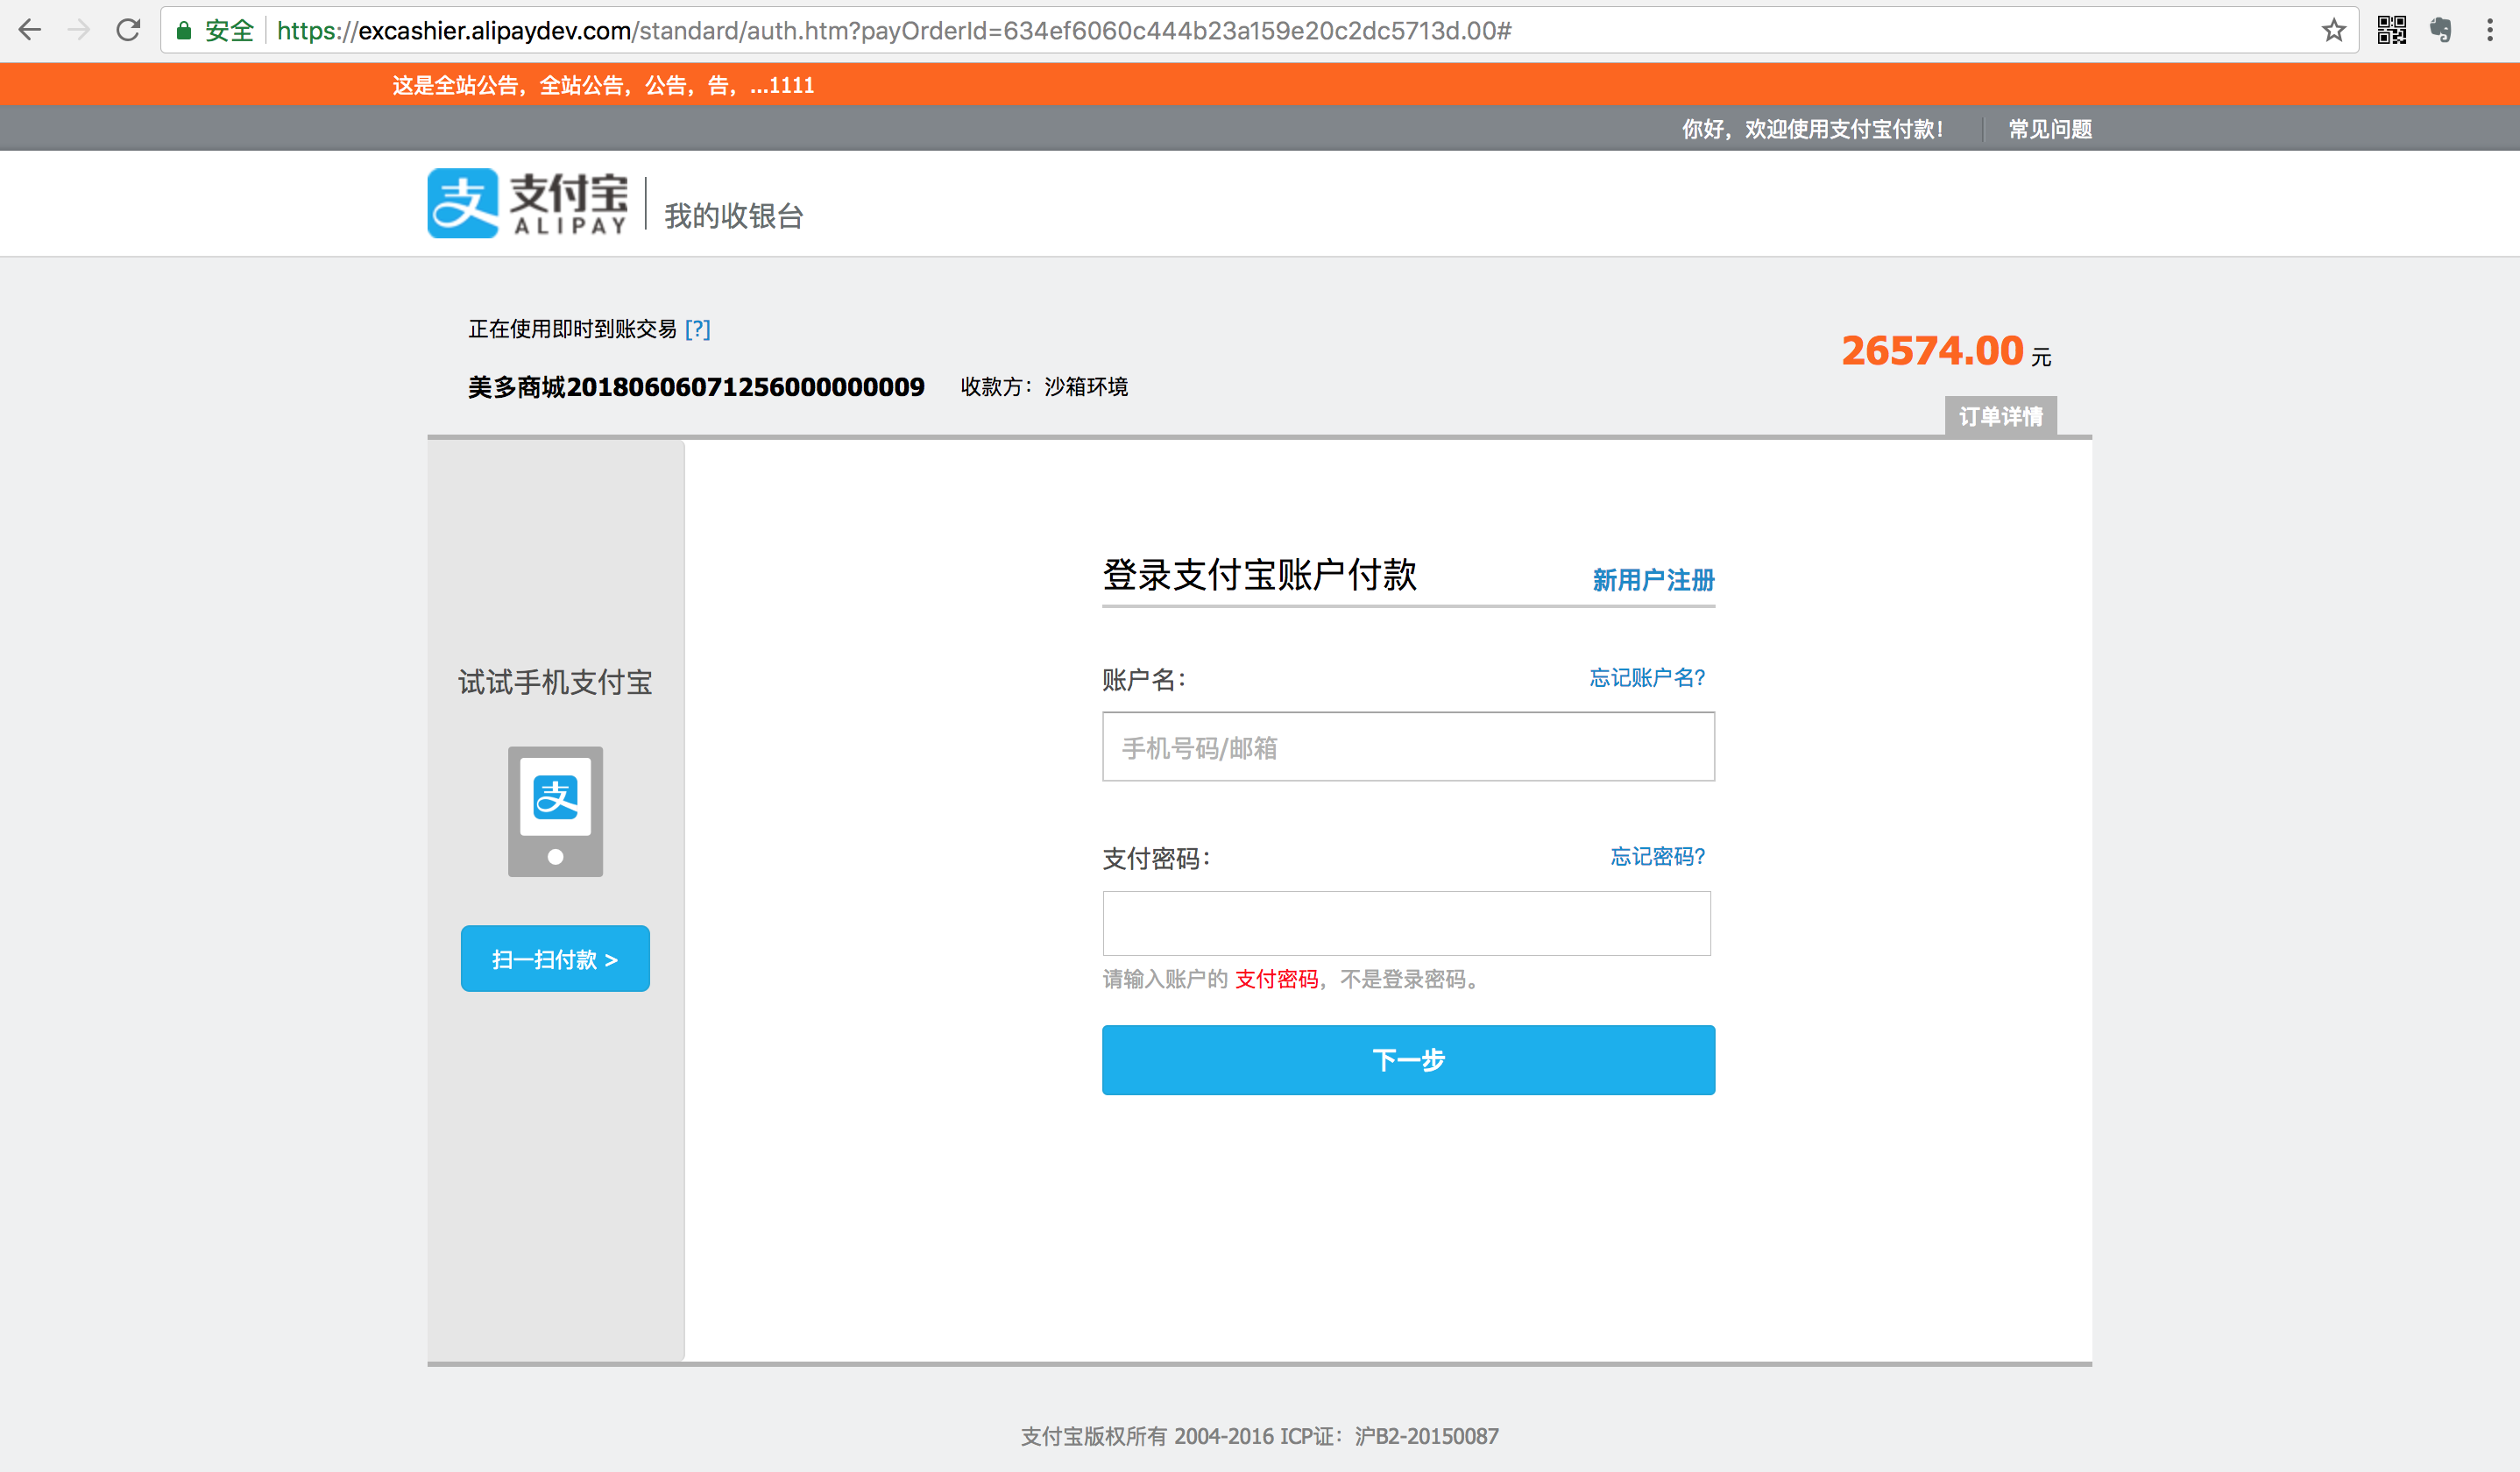 安全 https://excashier.alipaydev.com/standard/auth.htm?payOrderId=634ef6060c444b23a159e20c2dc5713d.00#
这是全站公告，全站公告，公告，告，...1111
你好，欢迎使用支付宝付款！ 常见问题
支 支付宝 ALIPAY 我的收银台
正在使用即时到账交易 [?]
26574.00 元
美多商城20180606071256000000009 收款方：沙箱环境
订单详情
登录支付宝账户付款 新用户注册
试试手机支付宝
账户名： 忘记账户名?
手机号码/邮箱
支
支付密码： 忘记密码?
扫一扫付款 >
请输入账户的 支付密码，不是登录密码。
下一步
支付宝版权所有 2004-2016 ICP证：沪B2-20150087